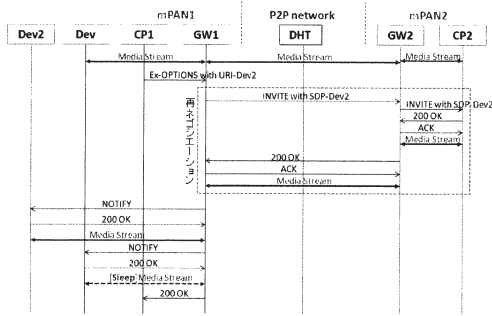 mPAN1 P2P network mPAN2
Dev2 Dev CP1 GW1 DHT GW2 CP2
Media Stream Media Stream Media Stream
Ex-OPTIONS with URI-Dev2
INVITE with SDP-Dev2
INVITE with SDP-Dev2
200 OK
ACK
Media Stream
再ネゴシエーション
200 OK
ACK
Media Stream
NOTIFY
200 OK
Media Stream
NOTIFY
200 OK
[Sleep]Media Stream
200 OK